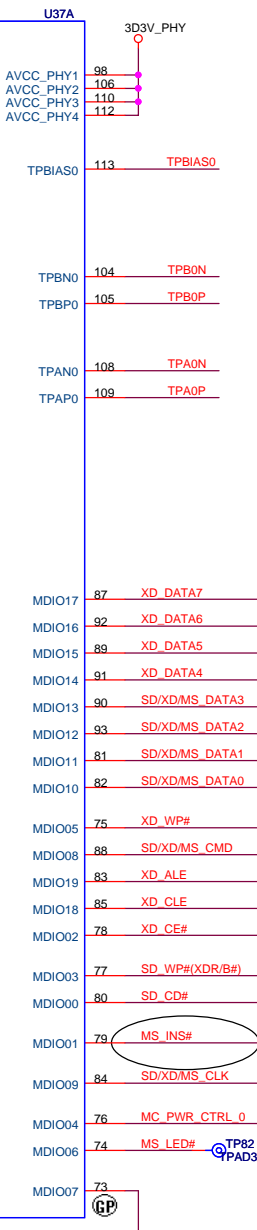 U37A
3D3V_PHY
AVCC_PHY1 98
AVCC_PHY2 106
AVCC_PHY3 110
AVCC_PHY4 112
TPBIAS0 113 TPBIAS0
TPBN0 104 TPB0N
TPBP0 105 TPB0P
TPAN0 108 TPA0N
TPAP0 109 TPA0P
MDIO17 87 XD_DATA7
MDIO16 92 XD_DATA6
MDIO15 89 XD_DATA5
MDIO14 91 XD_DATA4
MDIO13 90 SD/XD/MS_DATA3
MDIO12 93 SD/XD/MS_DATA2
MDIO11 81 SD/XD/MS_DATA1
MDIO10 82 SD/XD/MS_DATA0
MDIO05 75 XD_WP#
MDIO08 88 SD/XD/MS_CMD
MDIO19 83 XD_ALE
MDIO18 85 XD_CLE
MDIO02 78 XD_CE#
MDIO03 77 SD_WP#(XDR/B#)
MDIO00 80 SD_CD#
MDIO01 79 MS_INS#
MDIO09 84 SD/XD/MS_CLK
MDIO04 76 MC_PWR_CTRL_0
MDIO06 74 MS_LED# TP82
TPAD3
MDIO07 73
GP